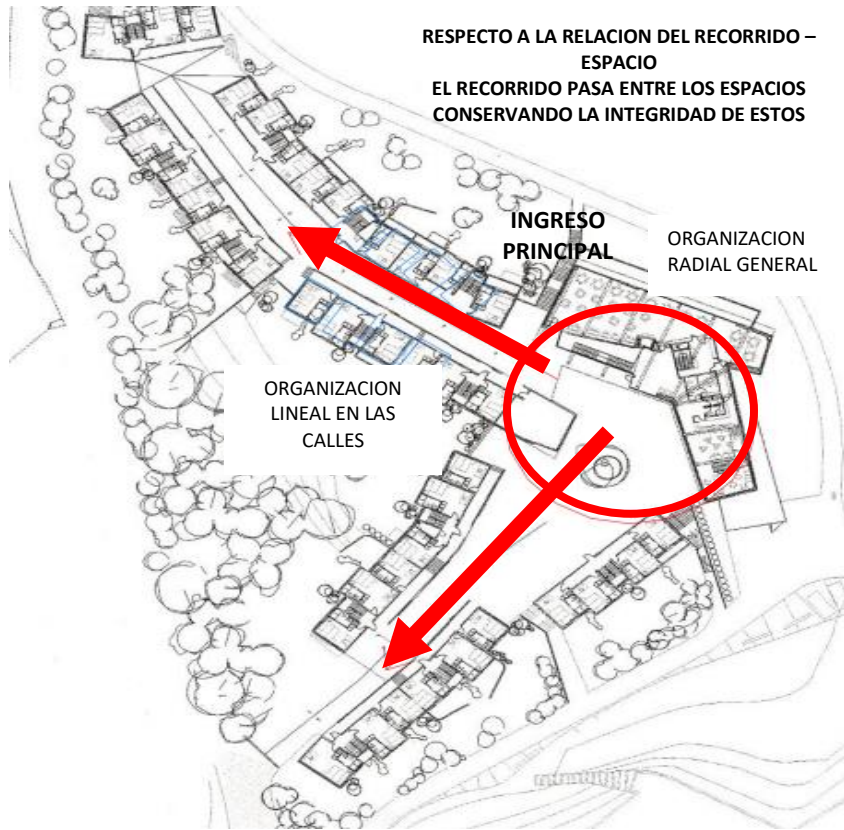 RESPECTO A LA RELACION DEL RECORRIDO –
ESPACIO
EL RECORRIDO PASA ENTRE LOS ESPACIOS
CONSERVANDO LA INTEGRIDAD DE ESTOS
INGRESO
PRINCIPAL
ORGANIZACION
RADIAL GENERAL
ORGANIZACION
LINEAL EN LAS
CALLES